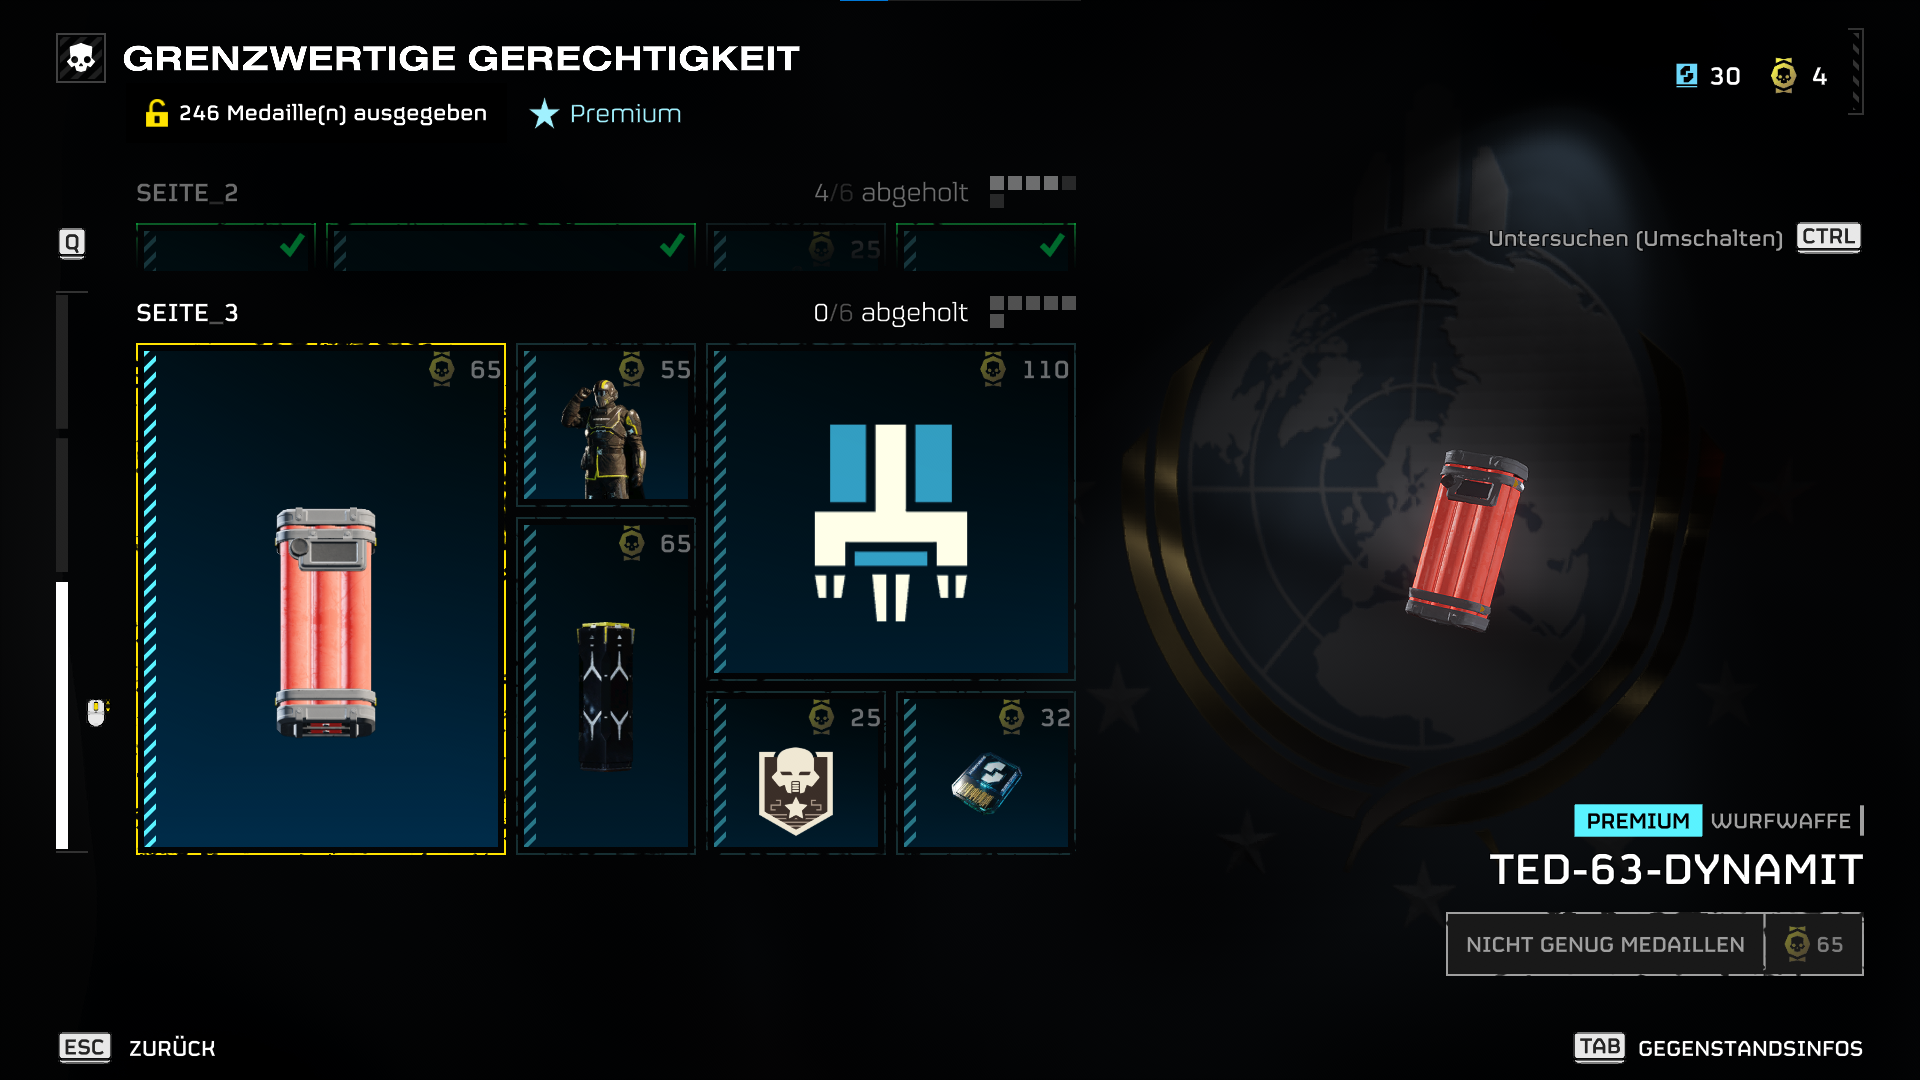 GRENZWERTIGE GERECHTIGKEIT
30 4
246 Medaille(n) ausgegeben Premium
SEITE_2 4/6 abgeholt
Q
25
Untersuchen (Umschalten) CTRL
SEITE_3 0/6 abgeholt
65 55 110
65
25 32
PREMIUM WURFWAFFE
TED-63-DYNAMIT
NICHT GENUG MEDAILLEN 65
ESC ZURÜCK
TAB GEGENSTANDSINFOS